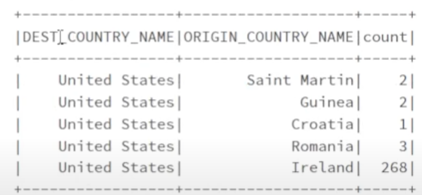 +-----------------+-------------------+-----+
|DEST_COUNTRY_NAME|ORIGIN_COUNTRY_NAME|count|
+-----------------+-------------------+-----+
|    United States|       Saint Martin|    2|
|    United States|             Guinea|    2|
|    United States|            Croatia|    1|
|    United States|            Romania|    3|
|    United States|            Ireland|  268|
+-----------------+-------------------+-----+